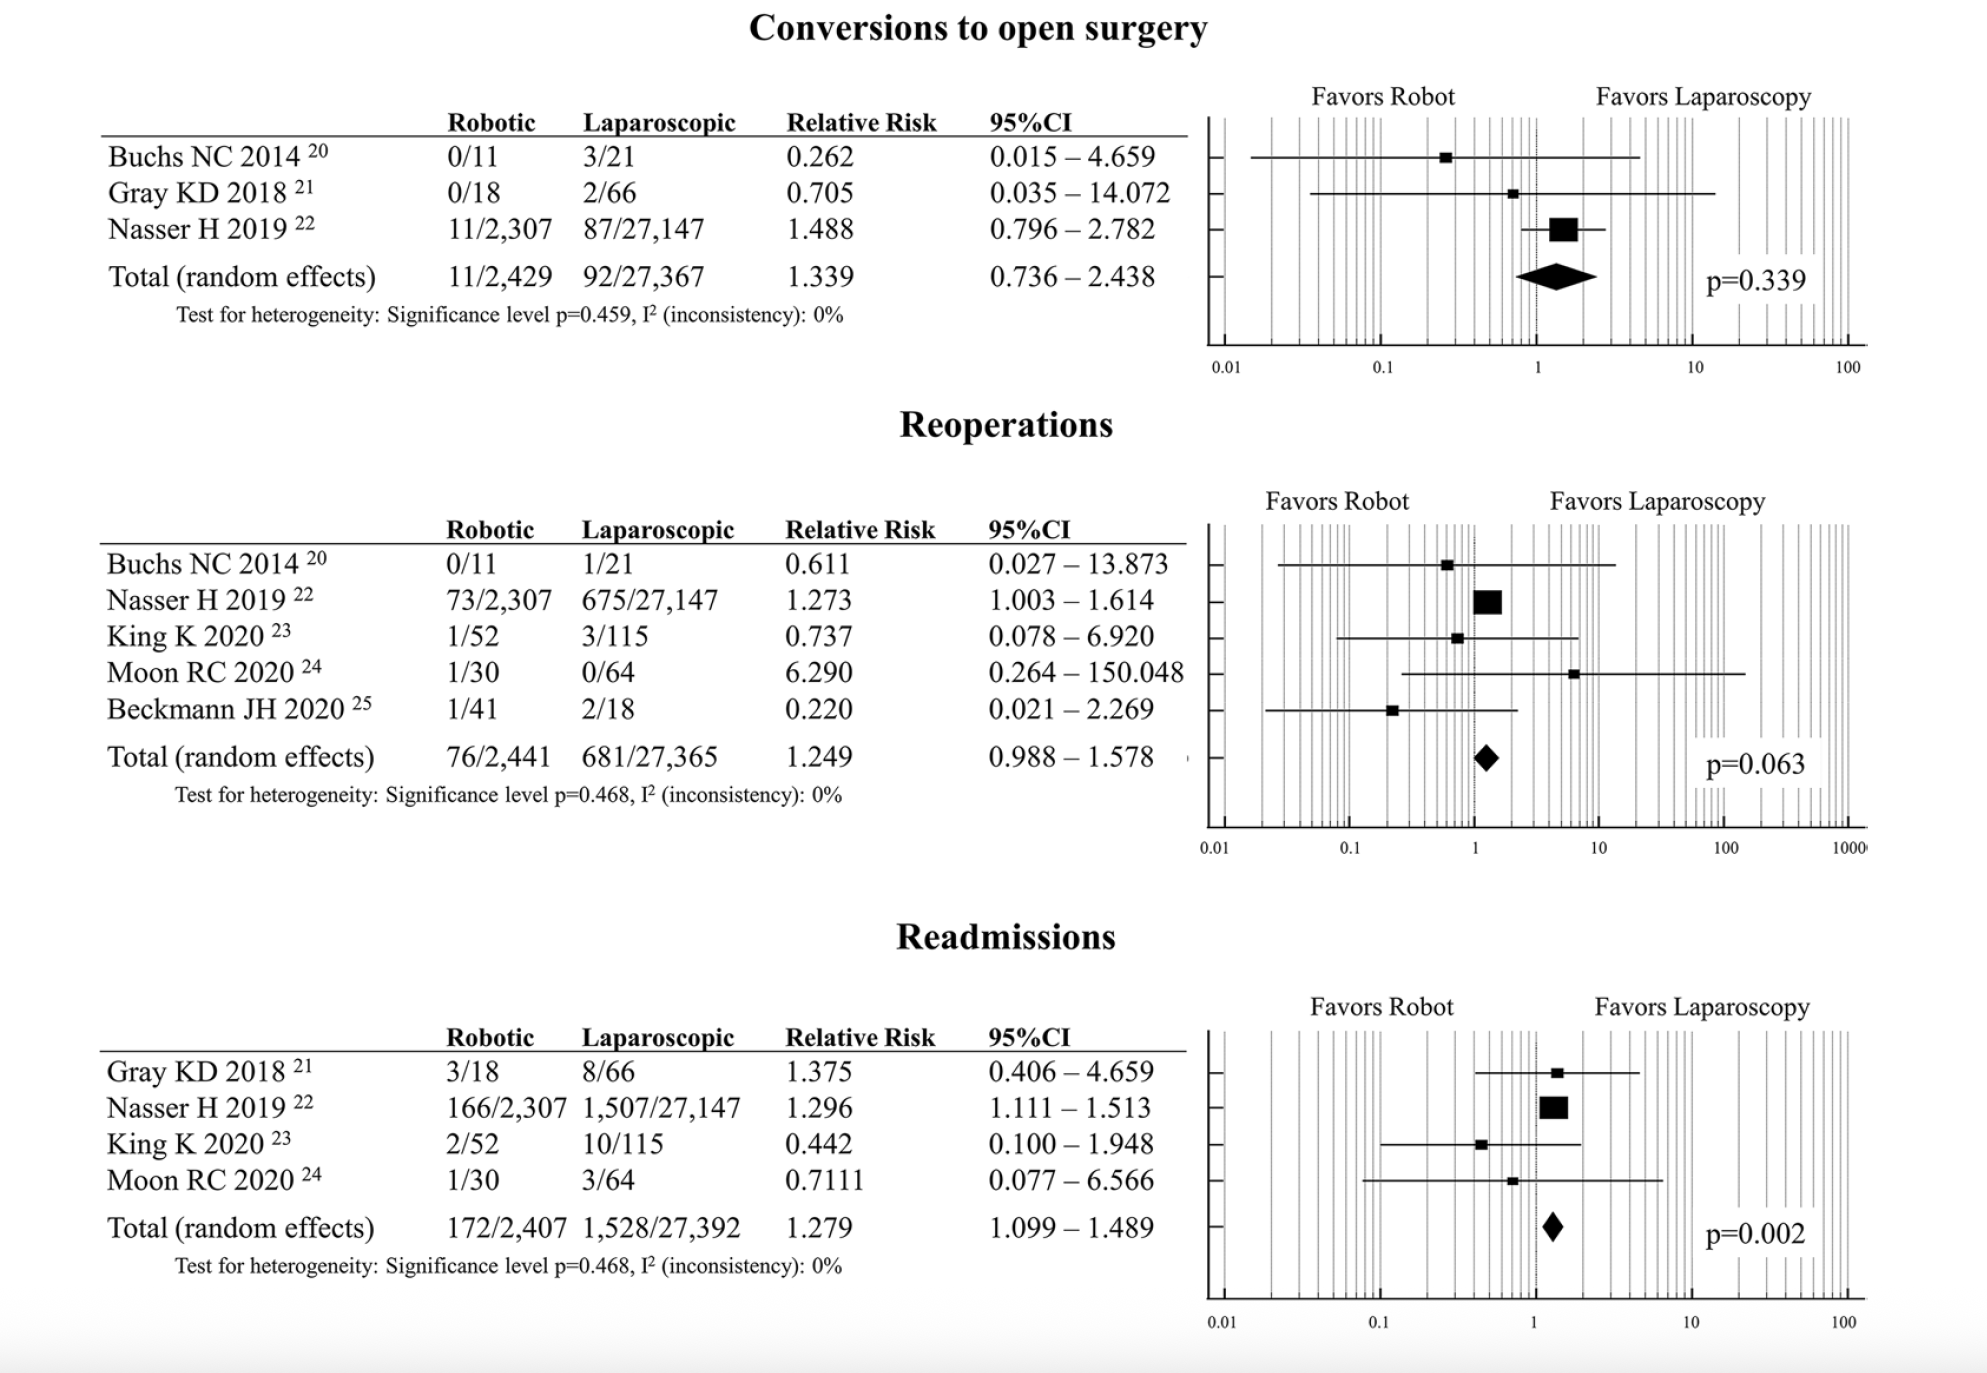 Conversions to open surgery
Favors Robot Favors Laparoscopy
Robotic Laparoscopic Relative Risk 95%CI
Buchs NC 2014 20 0/11 3/21 0.262 0.015 – 4.659
Gray KD 2018 21 0/18 2/66 0.705 0.035 – 14.072
Nasser H 2019 22 11/2,307 87/27,147 1.488 0.796 – 2.782
Total (random effects) 11/2,429 92/27,367 1.339 0.736 – 2.438 p=0.339
Test for heterogeneity: Significance level p=0.459, I² (inconsistency): 0%
0.01 0.1 1 10 100
Reoperations
Favors Robot Favors Laparoscopy
Robotic Laparoscopic Relative Risk 95%CI
Buchs NC 2014 20 0/11 1/21 0.611 0.027 – 13.873
Nasser H 2019 22 73/2,307 675/27,147 1.273 1.003 – 1.614
King K 2020 23 1/52 3/115 0.737 0.078 – 6.920
Moon RC 2020 24 1/30 0/64 6.290 0.264 – 150.048
Beckmann JH 2020 25 1/41 2/18 0.220 0.021 – 2.269
Total (random effects) 76/2,441 681/27,365 1.249 0.988 – 1.578 p=0.063
Test for heterogeneity: Significance level p=0.468, I² (inconsistency): 0%
0.01 0.1 1 10 100 1000
Readmissions
Favors Robot Favors Laparoscopy
Robotic Laparoscopic Relative Risk 95%CI
Gray KD 2018 21 3/18 8/66 1.375 0.406 – 4.659
Nasser H 2019 22 166/2,307 1,507/27,147 1.296 1.111 – 1.513
King K 2020 23 2/52 10/115 0.442 0.100 – 1.948
Moon RC 2020 24 1/30 3/64 0.7111 0.077 – 6.566
Total (random effects) 172/2,407 1,528/27,392 1.279 1.099 – 1.489 p=0.002
Test for heterogeneity: Significance level p=0.468, I² (inconsistency): 0%
0.01 0.1 1 10 100